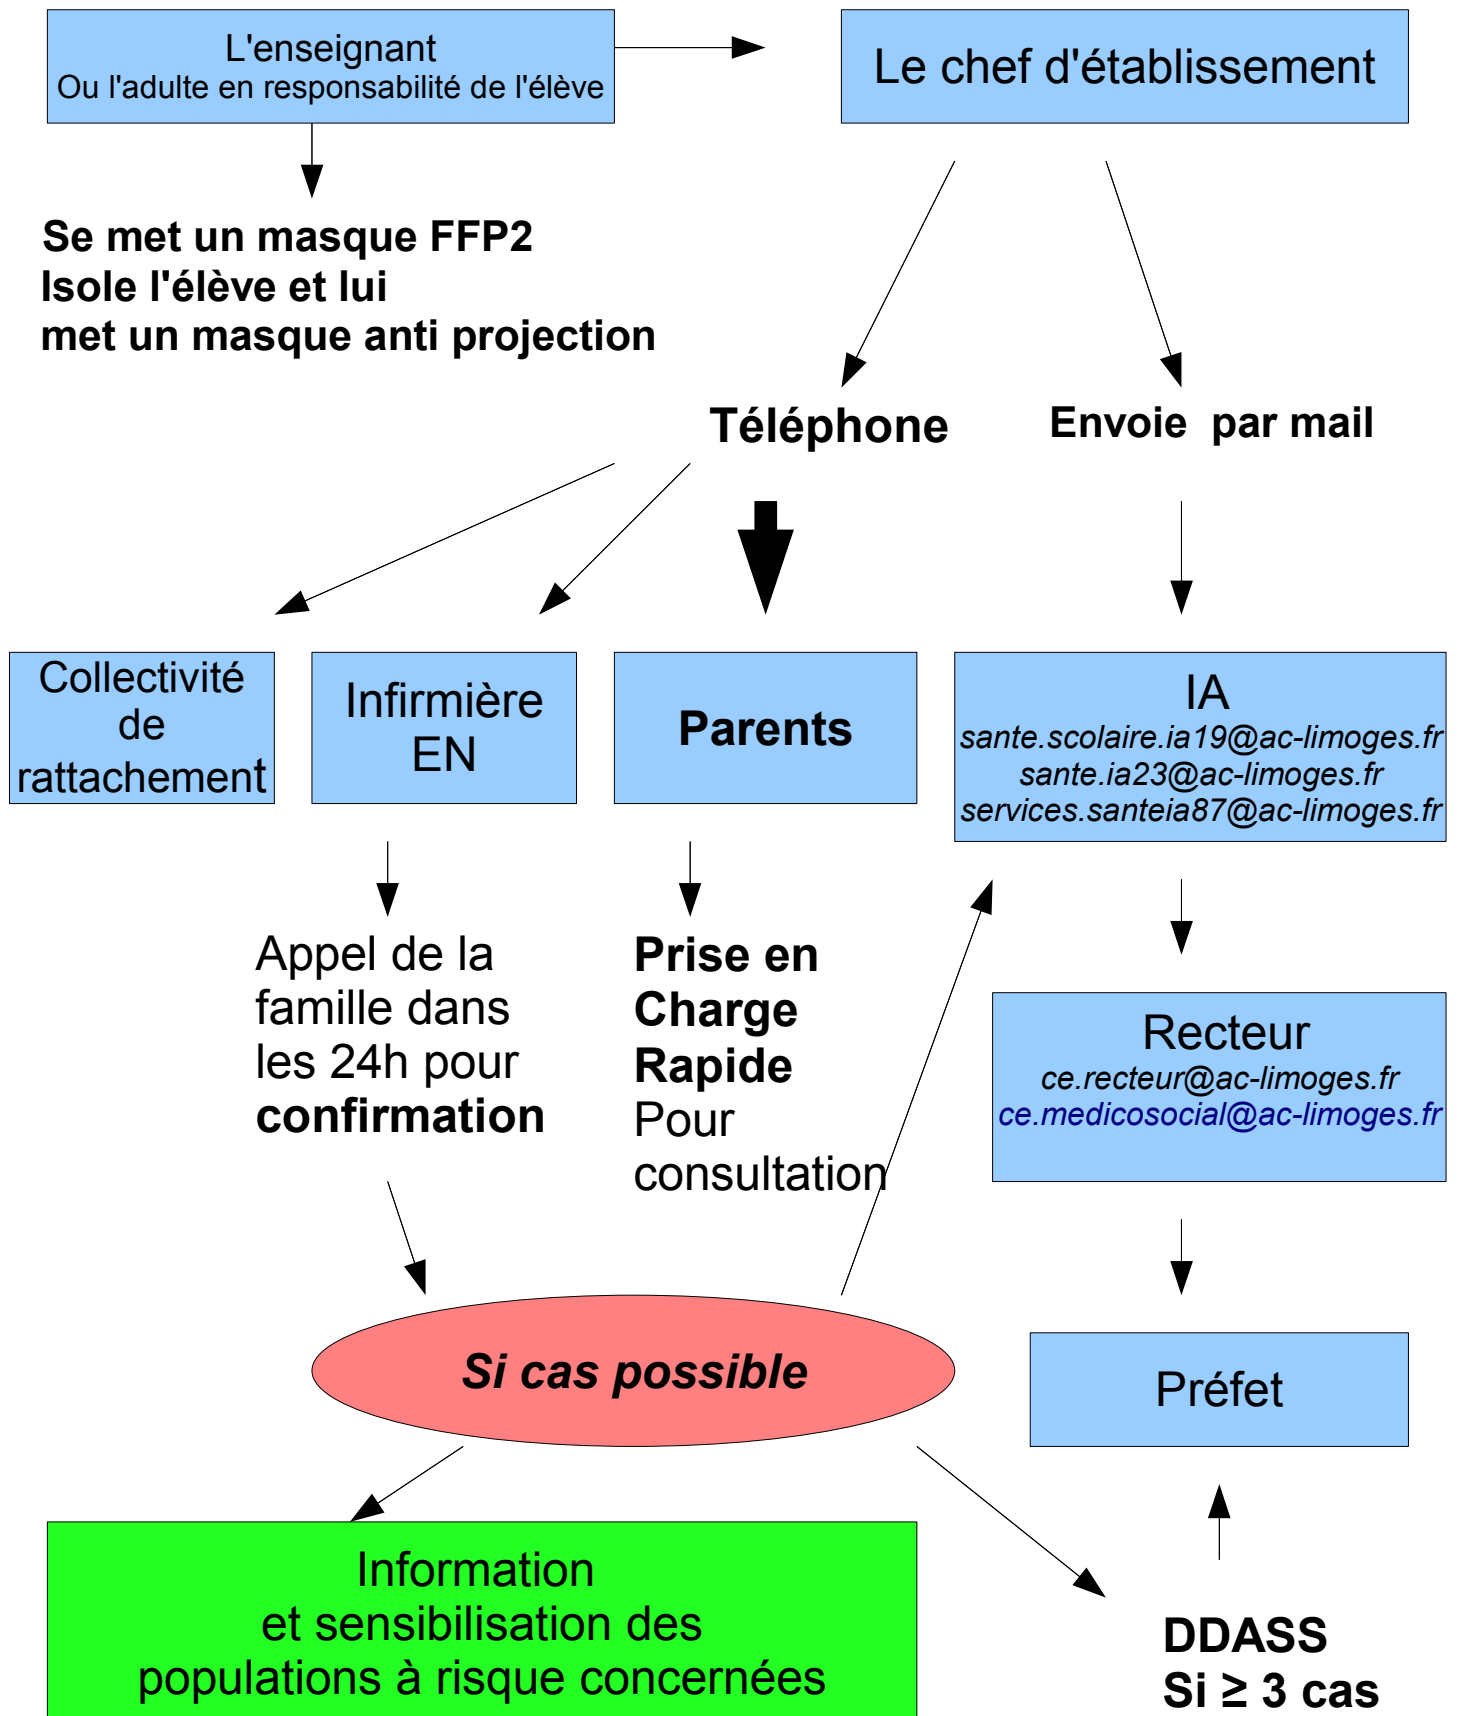 L'enseignant
Ou l'adulte en responsabilité de l'élève
Le chef d'établissement
Se met un masque FFP2
Isole l'élève et lui
met un masque anti projection
Téléphone
Envoie  par mail
Collectivité
de
rattachement
Infirmière
EN
Parents
IA
sante.scolaire.ia19@ac-limoges.fr
sante.ia23@ac-limoges.fr
services.santeia87@ac-limoges.fr
Appel de la
famille dans
les 24h pour
confirmation
Prise en
Charge
Rapide
Pour
consultation
Recteur
ce.recteur@ac-limoges.fr
ce.medicosocial@ac-limoges.fr
Si cas possible
Préfet
Information
et sensibilisation des
populations à risque concernées
DDASS
Si ≥ 3 cas